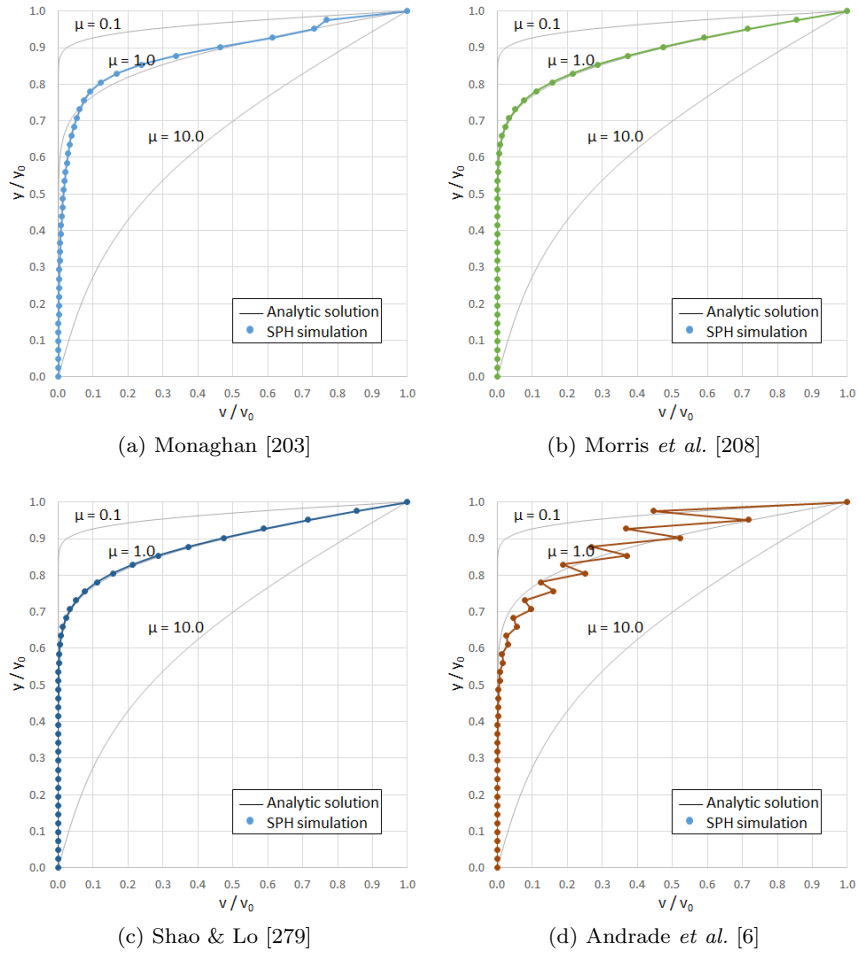 1.0
0.9
0.8
0.7
0.6
0.5
0.4
0.3
0.2
0.1
0.0
y / y0
μ = 0.1
μ = 1.0
μ = 10.0
Analytic solution
SPH simulation
0.0 0.1 0.2 0.3 0.4 0.5 0.6 0.7 0.8 0.9 1.0
v / v0
(a) Monaghan [203]
1.0
0.9
0.8
0.7
0.6
0.5
0.4
0.3
0.2
0.1
0.0
y / y0
μ = 0.1
μ = 1.0
μ = 10.0
Analytic solution
SPH simulation
0.0 0.1 0.2 0.3 0.4 0.5 0.6 0.7 0.8 0.9 1.0
v / v0
(b) Morris et al. [208]
1.0
0.9
0.8
0.7
0.6
0.5
0.4
0.3
0.2
0.1
0.0
y / y0
μ = 0.1
μ = 1.0
μ = 10.0
Analytic solution
SPH simulation
0.0 0.1 0.2 0.3 0.4 0.5 0.6 0.7 0.8 0.9 1.0
v / v0
(c) Shao & Lo [279]
1.0
0.9
0.8
0.7
0.6
0.5
0.4
0.3
0.2
0.1
0.0
y / y0
μ = 0.1
μ = 1.0
μ = 10.0
Analytic solution
SPH simulation
0.0 0.1 0.2 0.3 0.4 0.5 0.6 0.7 0.8 0.9 1.0
v / v0
(d) Andrade et al. [6]